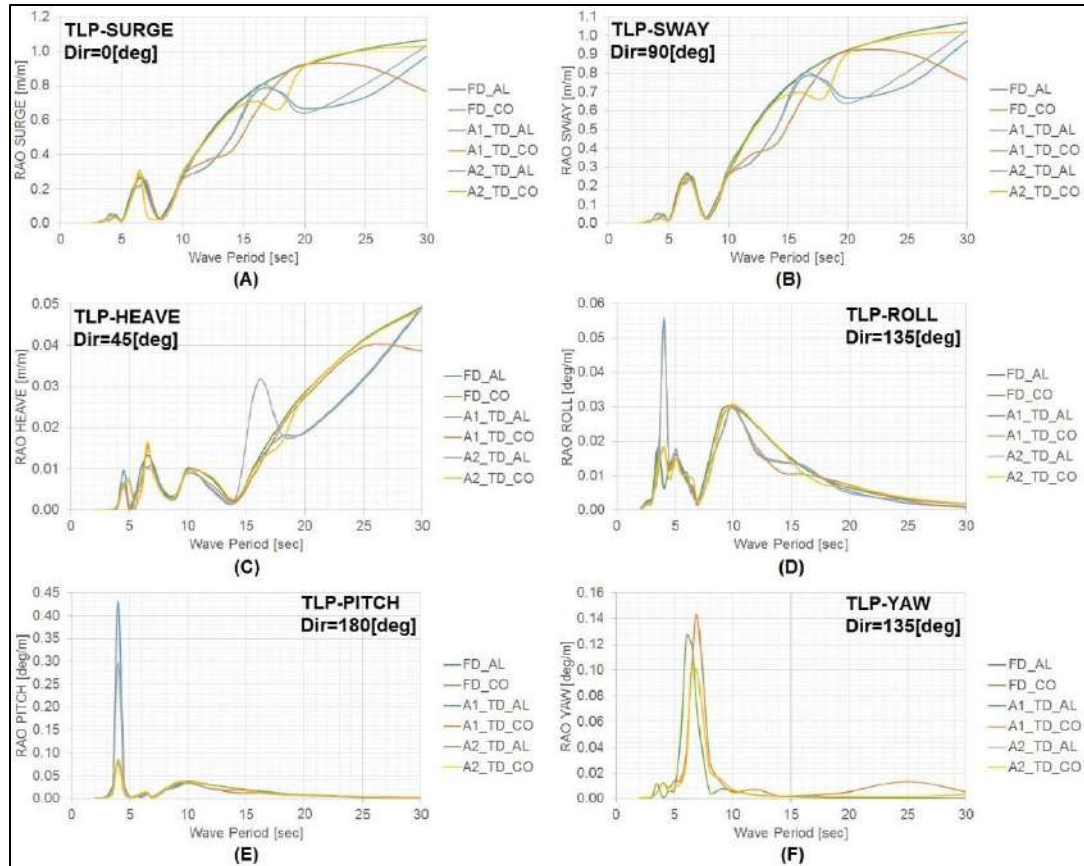 TLP-SURGE
Dir=0[deg]
RAO SURGE [m/m]
1.2
1.0
0.8
0.6
0.4
0.2
0.0
0 5 10 15 20 25 30
Wave Period [sec]
FD_AL
FD_CO
A1_TD_AL
A1_TD_CO
A2_TD_AL
A2_TD_CO
(A)
TLP-SWAY
Dir=90[deg]
RAO SWAY [m/m]
1.1
1.0
0.9
0.8
0.7
0.6
0.5
0.4
0.3
0.2
0.1
0.0
0 5 10 15 20 25 30
Wave Period [sec]
FD_AL
FD_CO
A1_TD_AL
A1_TD_CO
A2_TD_AL
A2_TD_CO
(B)
TLP-HEAVE
Dir=45[deg]
RAO HEAVE [m/m]
0.05
0.04
0.03
0.02
0.01
0.00
0 5 10 15 20 25 30
Wave Period [sec]
FD_AL
FD_CO
A1_TD_AL
A1_TD_CO
A2_TD_AL
A2_TD_CO
(C)
TLP-ROLL
Dir=135[deg]
RAO ROLL [deg/m]
0.06
0.05
0.04
0.03
0.02
0.01
0.00
0 5 10 15 20 25 30
Wave Period [sec]
FD_AL
FD_CO
A1_TD_AL
A1_TD_CO
A2_TD_AL
A2_TD_CO
(D)
TLP-PITCH
Dir=180[deg]
RAO PITCH [deg/m]
0.45
0.40
0.35
0.30
0.25
0.20
0.15
0.10
0.05
0.00
0 5 10 15 20 25 30
Wave Period [sec]
FD_AL
FD_CO
A1_TD_AL
A1_TD_CO
A2_TD_AL
A2_TD_CO
(E)
TLP-YAW
Dir=135[deg]
RAO YAW [deg/m]
0.16
0.14
0.12
0.10
0.08
0.06
0.04
0.02
0.00
0 5 10 15 20 25 30
Wave Period [sec]
FD_AL
FD_CO
A1_TD_AL
A1_TD_CO
A2_TD_AL
A2_TD_CO
(F)